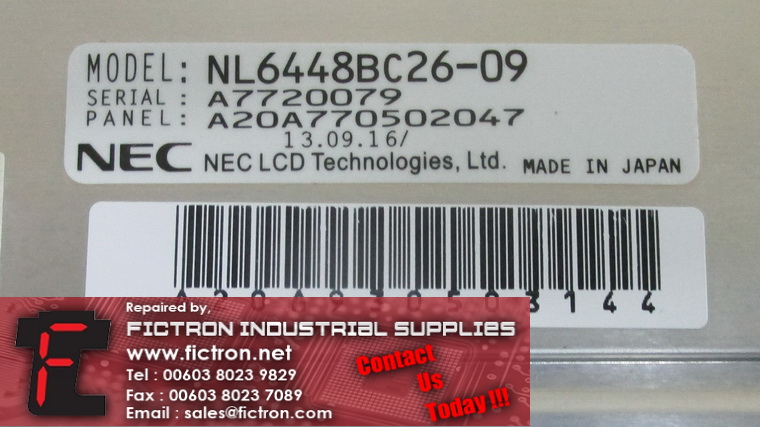 MODEL: NL6448BC26-09
SERIAL : A7720079
PANEL: A20A770502047
13.09.16/
NEC NEC LCD Technologies, Ltd. MADE IN JAPAN
Repaired by,
FICTRON INDUSTRIAL SUPPLIES
www.fictron.net
Tel : 00603 8023 9829
Fax : 00603 8023 7089
Email : sales@fictron.com
Contact
Us
Today !!!